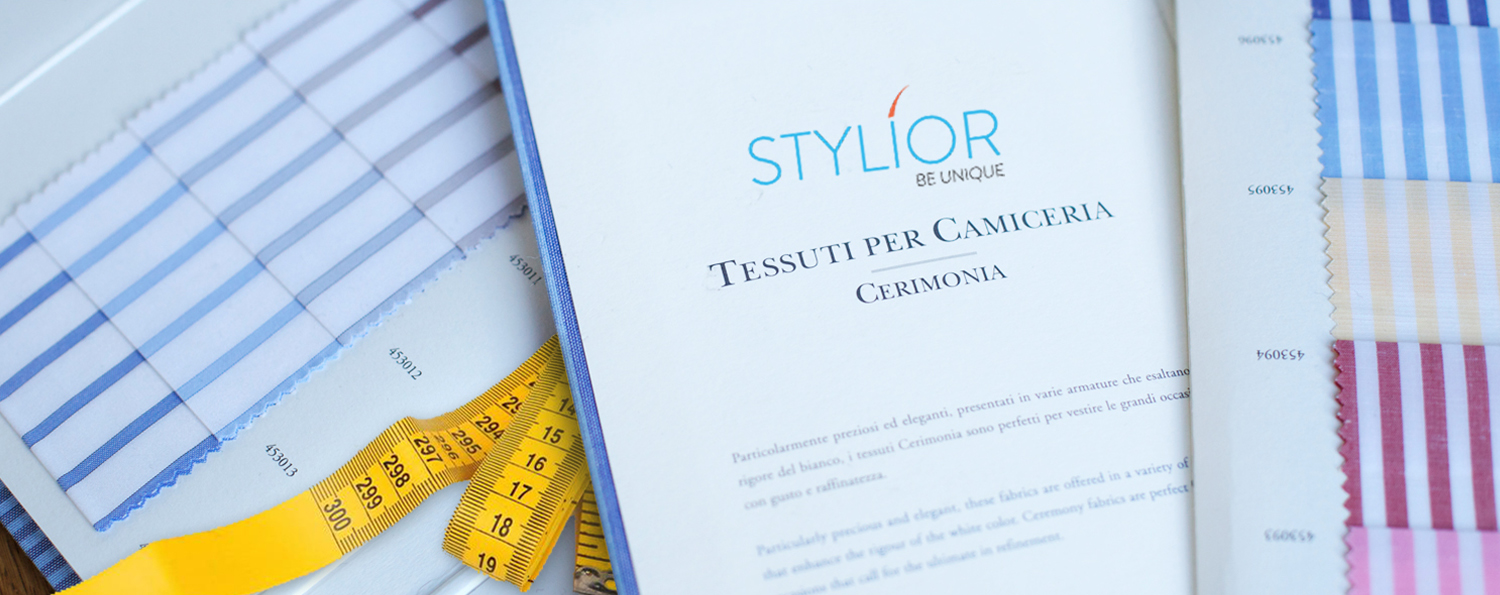 STYLIOR
BE UNIQUE
TESSUTI PER CAMICERIA
CERIMONIA
Particolarmente preziosi ed eleganti, presentati in varie armature che esaltano
rigore del bianco, i tessuti Cerimonia sono perfetti per vestire le grandi occas
con gusto e raffinatezza.
Particularly precious and elegant, these fabrics are offered in a variety of
that enhance the rigour of the white color. Ceremony fabrics are perfect
that call for the ultimate in refinement.
453011
453012
453013
300
299
298
297
296
295
294
14
15
16
17
18
19
453096
453095
453094
453093